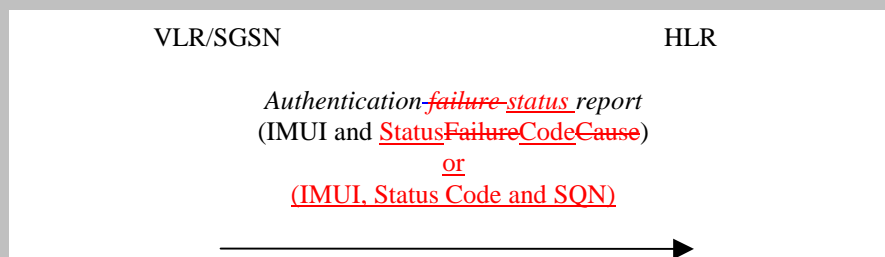 VLR/SGSN HLR
Authentication failure status report
(IMUI and StatusFailureCodeCause)
or
(IMUI, Status Code and SQN)